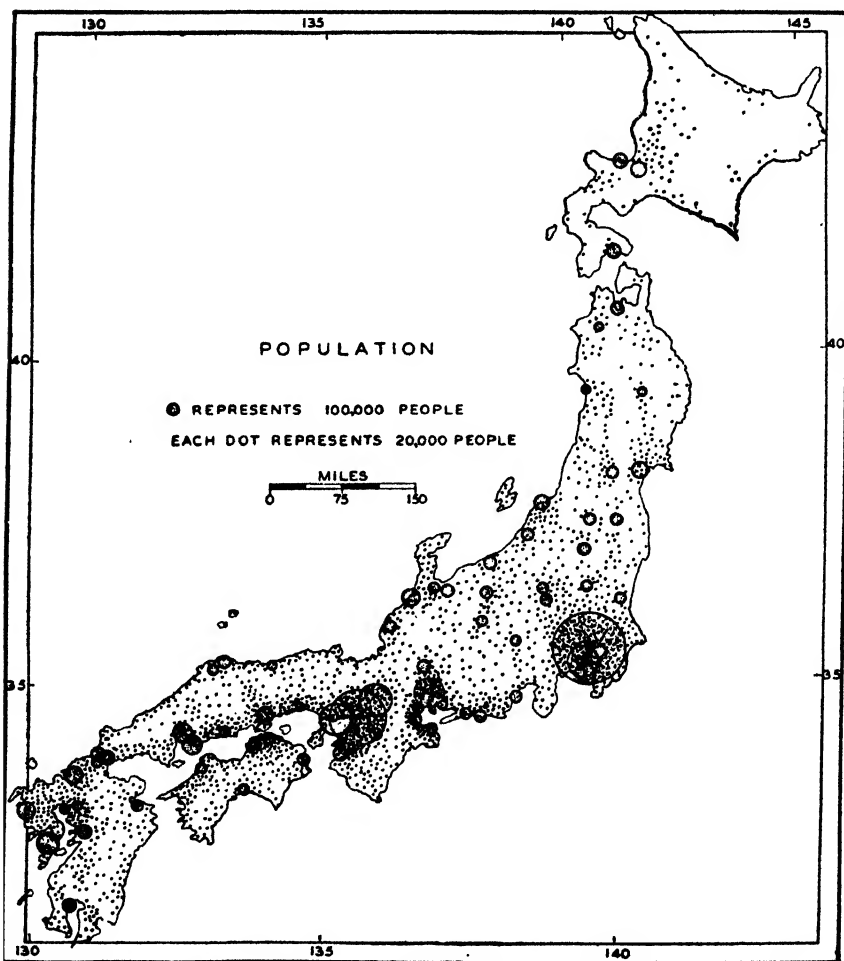 130 135 140 145
POPULATION
40 40
REPRESENTS 100,000 PEOPLE
EACH DOT REPRESENTS 20,000 PEOPLE
MILES
0 75 150
35 35
130 135 140